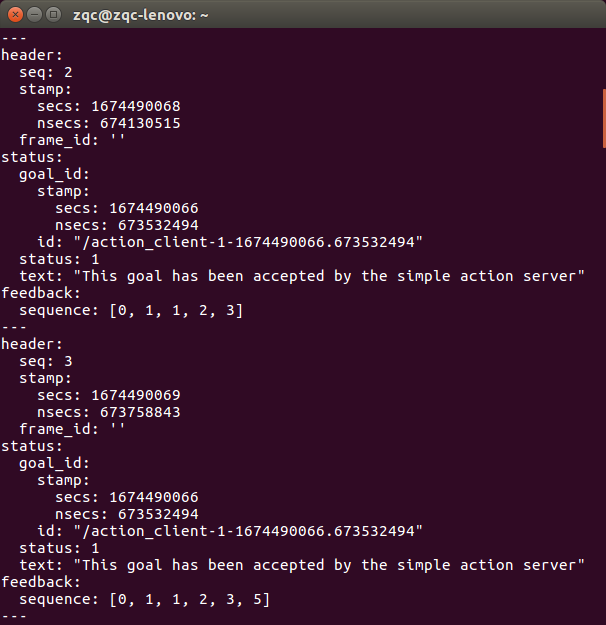 zqc@zqc-lenovo: ~
---
header:
  seq: 2
  stamp:
    secs: 1674490068
    nsecs: 674130515
  frame_id: ''
status:
  goal_id:
    stamp:
      secs: 1674490066
      nsecs: 673532494
    id: "/action_client-1-1674490066.673532494"
  status: 1
  text: "This goal has been accepted by the simple action server"
feedback:
  sequence: [0, 1, 1, 2, 3]
---
header:
  seq: 3
  stamp:
    secs: 1674490069
    nsecs: 673758843
  frame_id: ''
status:
  goal_id:
    stamp:
      secs: 1674490066
      nsecs: 673532494
    id: "/action_client-1-1674490066.673532494"
  status: 1
  text: "This goal has been accepted by the simple action server"
feedback:
  sequence: [0, 1, 1, 2, 3, 5]
---